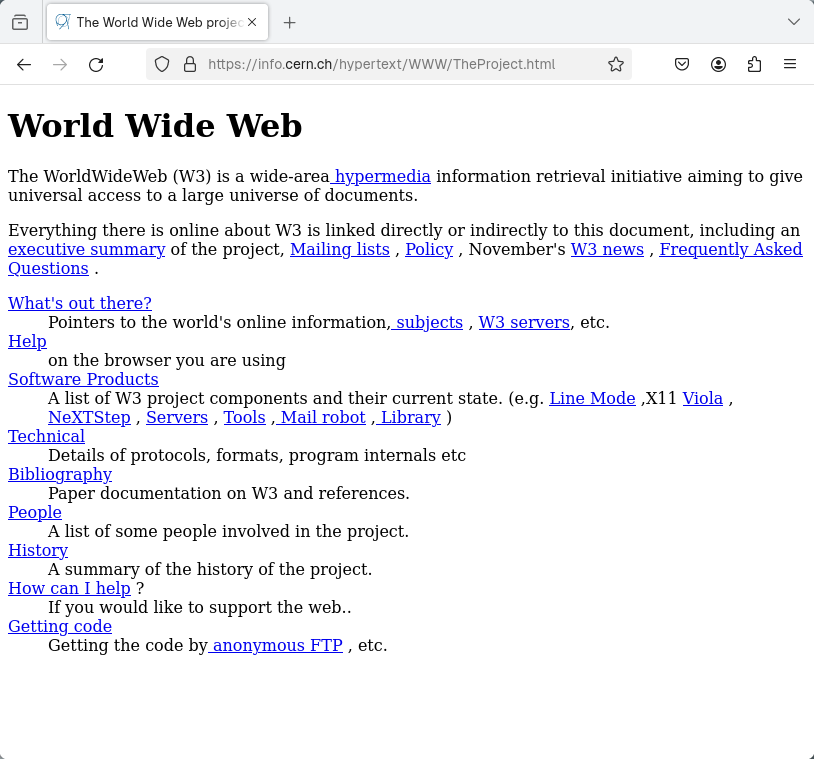 The World Wide Web projec
https://info.cern.ch/hypertext/WWW/TheProject.html
World Wide Web
The WorldWideWeb (W3) is a wide-area hypermedia information retrieval initiative aiming to give
universal access to a large universe of documents.
Everything there is online about W3 is linked directly or indirectly to this document, including an
executive summary of the project, Mailing lists , Policy , November's W3 news , Frequently Asked
Questions .
What's out there?
Pointers to the world's online information, subjects , W3 servers, etc.
Help
on the browser you are using
Software Products
A list of W3 project components and their current state. (e.g. Line Mode ,X11 Viola ,
NeXTStep , Servers , Tools , Mail robot , Library )
Technical
Details of protocols, formats, program internals etc
Bibliography
Paper documentation on W3 and references.
People
A list of some people involved in the project.
History
A summary of the history of the project.
How can I help ?
If you would like to support the web..
Getting code
Getting the code by anonymous FTP , etc.